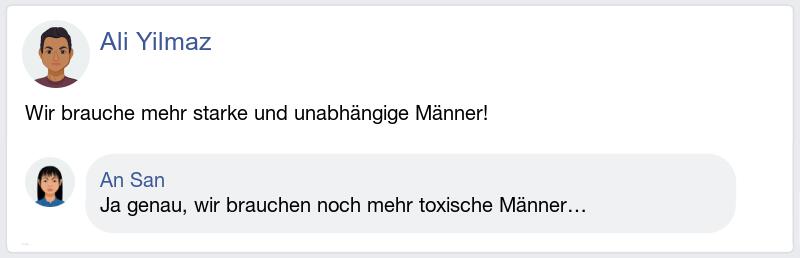 Ali Yilmaz
Wir brauche mehr starke und unabhängige Männer!
An San
Ja genau, wir brauchen noch mehr toxische Männer…